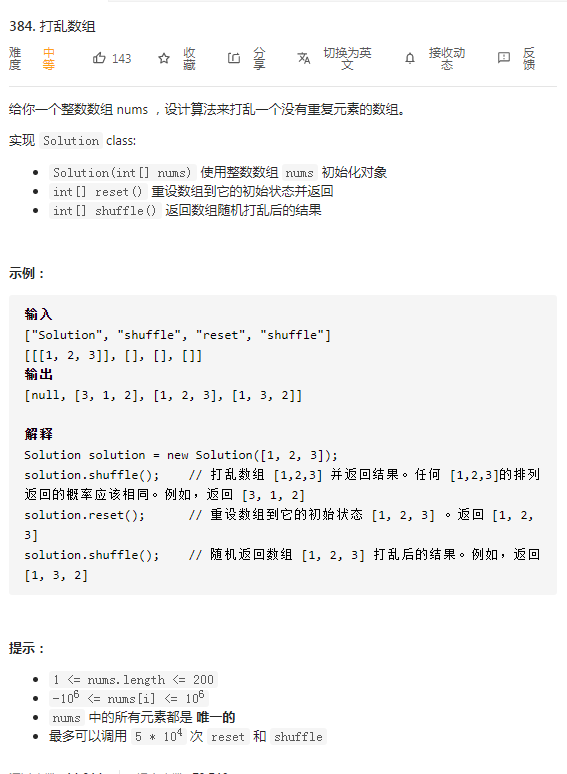 384. 打乱数组
难度 中等 143 收藏 分享 切换为英文 接收动态 反馈
给你一个整数数组 nums ，设计算法来打乱一个没有重复元素的数组。
实现 Solution class:
Solution(int[] nums) 使用整数数组 nums 初始化对象
int[] reset() 重设数组到它的初始状态并返回
int[] shuffle() 返回数组随机打乱后的结果
示例：
输入
["Solution", "shuffle", "reset", "shuffle"]
[[[1, 2, 3]], [], [], []]
输出
[null, [3, 1, 2], [1, 2, 3], [1, 3, 2]]
解释
Solution solution = new Solution([1, 2, 3]);
solution.shuffle();    // 打乱数组 [1,2,3] 并返回结果。任何 [1,2,3]的排列
返回的概率应该相同。例如，返回 [3, 1, 2]
solution.reset();      // 重设数组到它的初始状态 [1, 2, 3] 。返回 [1, 2,
3]
solution.shuffle();    // 随机返回数组 [1, 2, 3] 打乱后的结果。例如，返回
[1, 3, 2]
提示：
1 <= nums.length <= 200
-10⁶ <= nums[i] <= 10⁶
nums 中的所有元素都是 唯一的
最多可以调用 5 * 10⁴ 次 reset 和 shuffle